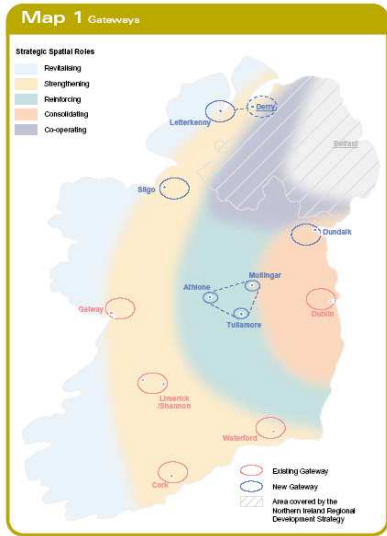 Map 1 Gateways
Strategic Spatial Roles
Revitalising
Strengthening
Reinforcing
Consolidating
Co-operating
Derry
Letterkenny
Belfast
Sligo
Dundalk
Mullingar
Athlone
Galway
Dublin
Tullamore
Limerick
/Shannon
Waterford
Cork
Existing Gateway
New Gateway
Area covered by the
Northern Ireland Regional
Development Strategy